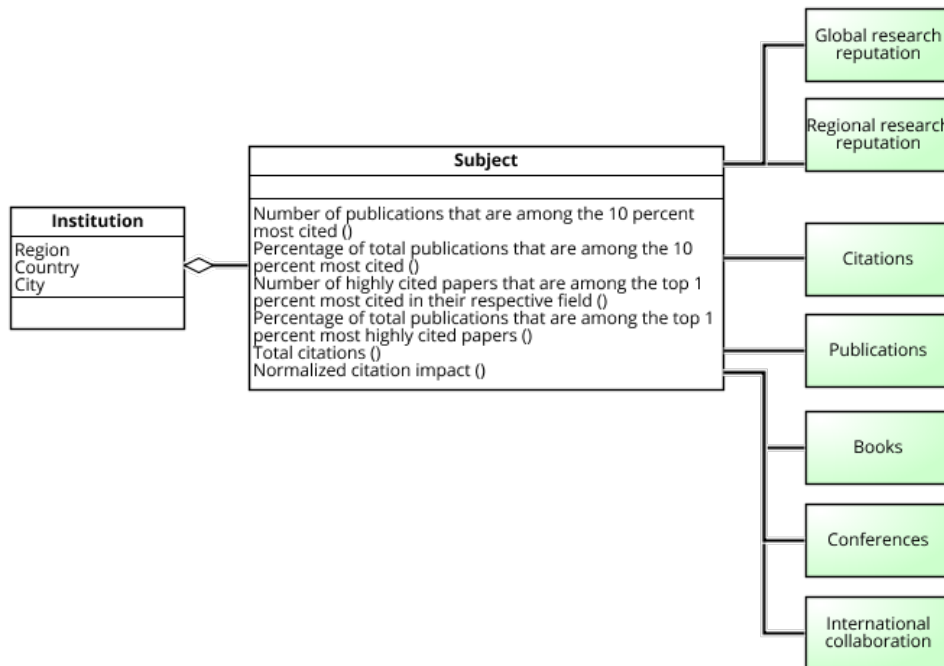 Institution
Region
Country
City
Subject
Number of publications that are among the 10 percent
most cited ()
Percentage of total publications that are among the 10
percent most cited ()
Number of highly cited papers that are among the top 1
percent most cited in their respective field ()
Percentage of total publications that are among the top 1
percent most highly cited papers ()
Total citations ()
Normalized citation impact ()
Global research
reputation
Regional research
reputation
Citations
Publications
Books
Conferences
International
collaboration